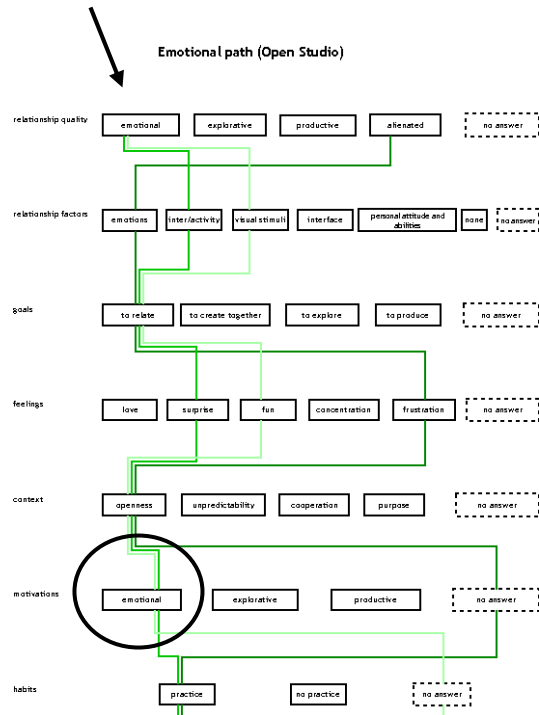 Emotional path (Open Studio)
relationship quality emotional explorative productive alienated no answer
relationship factors emotions inter/activity visual stimuli interface personal attitude and abilities none no answer
goals to relate to create together to explore to produce no answer
feelings love surprise fun concentration frustration no answer
context openness unpredictability cooperation purpose no answer
motivations emotional explorative productive no answer
habits practice no practice no answer